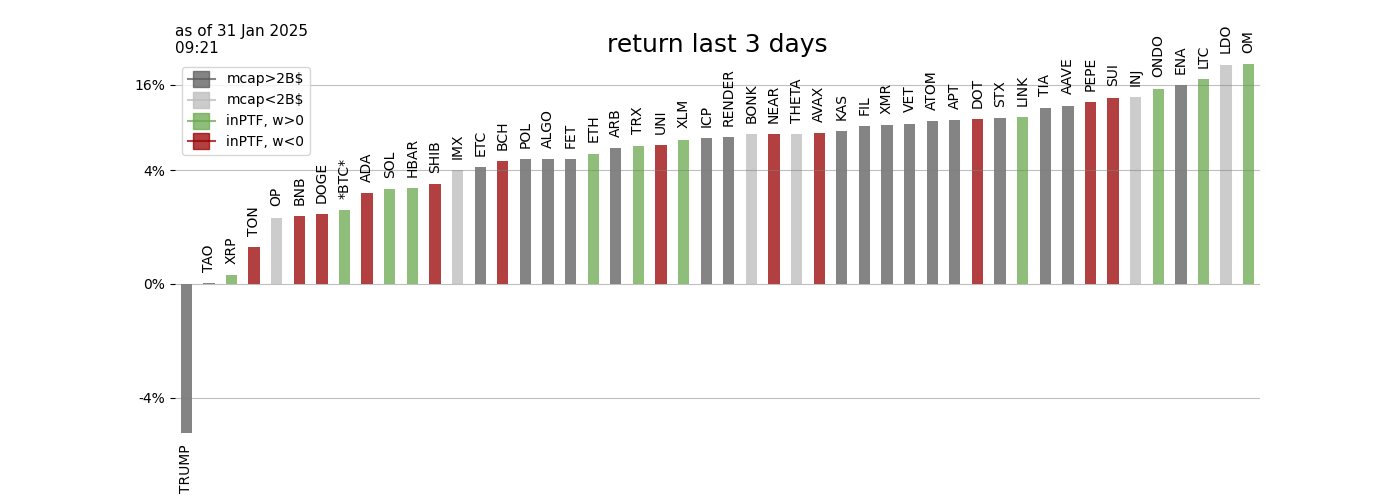 as of 31 Jan 2025
09:21
return last 3 days
mcap>2B$
mcap<2B$
inPTF, w>0
inPTF, w<0
16%
4%
0%
-4%
TRUMP
TAO
XRP
TON
OP
BNB
DOGE
*BTC*
ADA
SOL
HBAR
SHIB
IMX
ETC
BCH
POL
ALGO
FET
ETH
ARB
TRX
UNI
XLM
ICP
RENDER
BONK
NEAR
THETA
AVAX
KAS
FIL
XMR
VET
ATOM
APT
DOT
STX
LINK
TIA
AAVE
PEPE
SUI
INJ
ONDO
ENA
LTC
LDO
OM